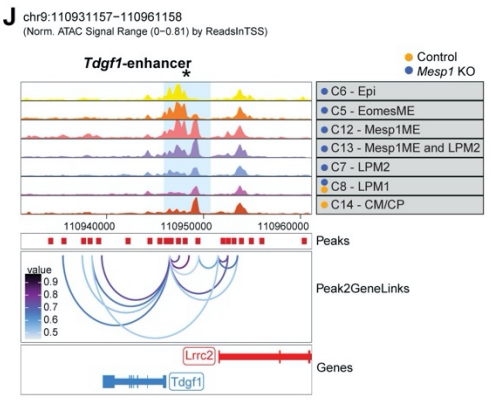 J chr9:110931157−110961158
(Norm. ATAC Signal Range (0−0.81) by ReadsInTSS)
Control
Mesp1 KO
Tdgf1-enhancer
*
C6 - Epi
C5 - EomesME
C12 - Mesp1ME
C13 - Mesp1ME and LPM2
C7 - LPM2
C8 - LPM1
C14 - CM/CP
110940000 110950000 110960000
Peaks
value
0.9
0.8
0.7
0.6
0.5
Peak2GeneLinks
Lrrc2
Tdgf1
Genes